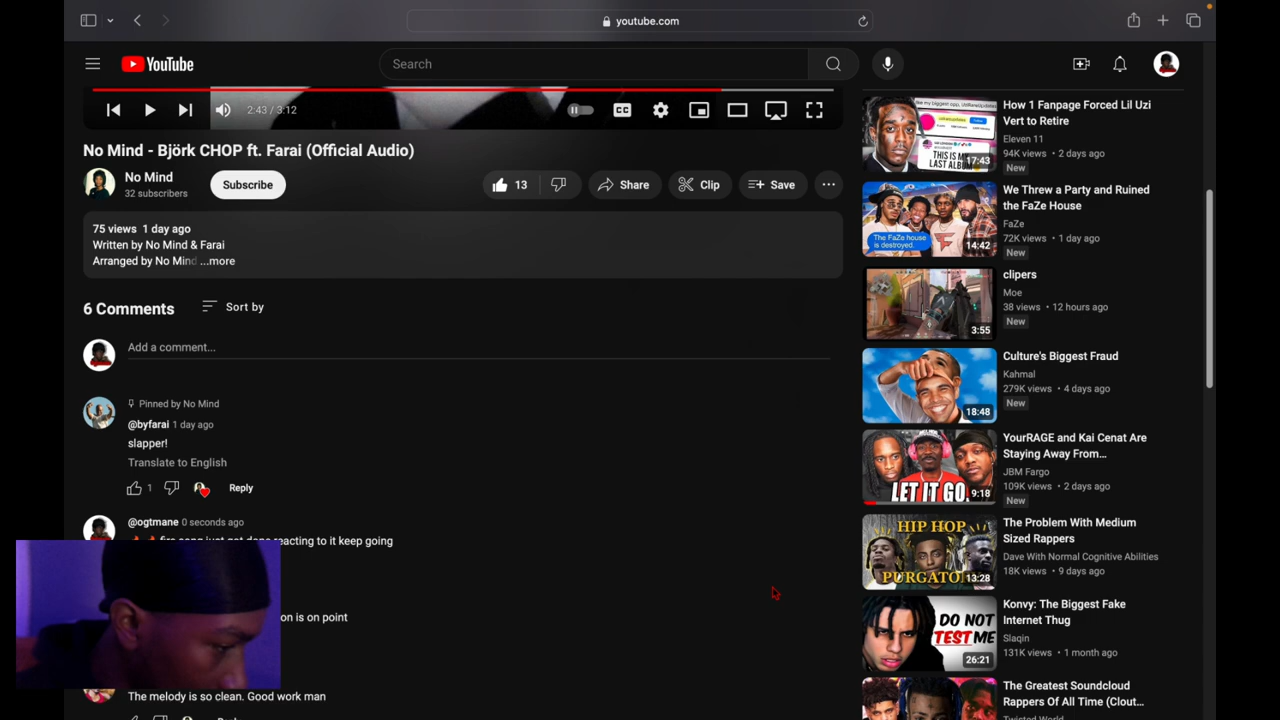 youtube.com
YouTube
Search
2:43 / 3:12
CC
No Mind - Björk CHOP ft. Farai (Official Audio)
No Mind
32 subscribers
Subscribe
13
Share
Clip
Save
75 views 1 day ago
Written by No Mind & Farai
Arranged by No Mind ...more
6 Comments
Sort by
Add a comment...
Pinned by No Mind
@byfarai 1 day ago
slapper!
Translate to English
1
Reply
@ogtmane 0 seconds ago
fire song just got done reacting to it keep going
on is on point
The melody is so clean. Good work man
THIS IS MY
LAST ALBUM
17:43
How 1 Fanpage Forced Lil Uzi
Vert to Retire
Eleven 11
94K views • 2 days ago
New
The FaZe house
is destroyed.
14:42
We Threw a Party and Ruined
the FaZe House
FaZe
72K views • 1 day ago
New
3:55
clipers
Moe
38 views • 12 hours ago
New
18:48
Culture's Biggest Fraud
Kahmal
279K views • 4 days ago
New
LET IT GO.
9:18
YourRAGE and Kai Cenat Are
Staying Away From...
JBM Fargo
109K views • 2 days ago
New
HIP HOP
PURGATO
13:28
The Problem With Medium
Sized Rappers
Dave With Normal Cognitive Abilities
18K views • 9 days ago
DO NOT
TEST ME
26:21
Konvy: The Biggest Fake
Internet Thug
Slaqin
131K views • 1 month ago
The Greatest Soundcloud
Rappers Of All Time (Clout...